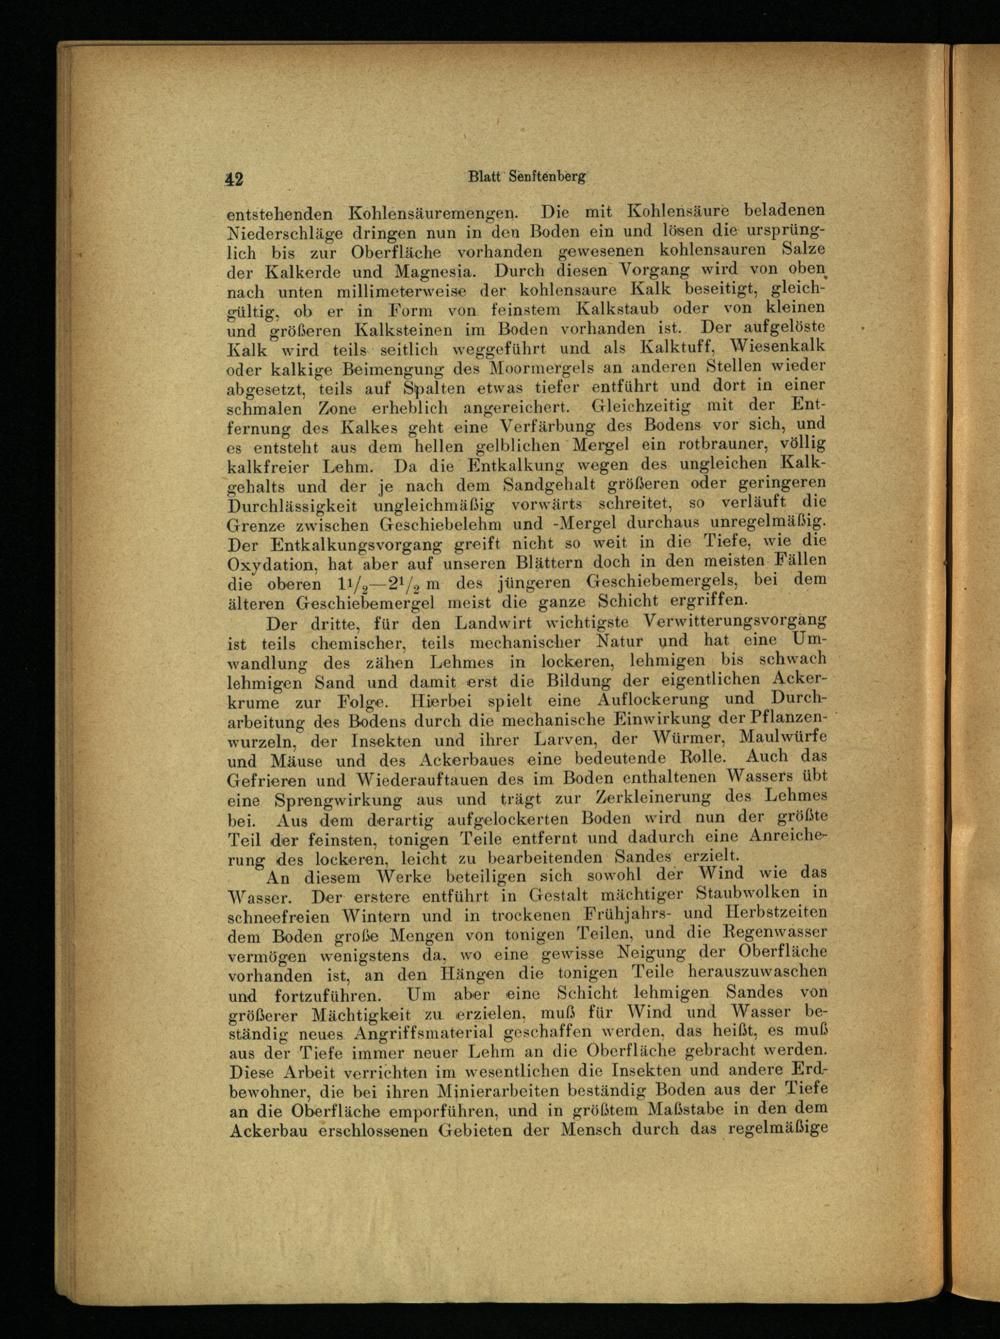 42 Blatt Senftenberg
entstehenden Kohlensäuremengen. Die mit Kohlensäure beladenen
Niederschläge dringen nun in den Boden ein und lösen die ursprüng-
lich bis zur Oberfläche vorhanden gewesenen kohlensauren Salze
der Kalkerde und Magnesia. Durch diesen Vorgang wird von oben
nach unten millimeterweise der kohlensaure Kalk beseitigt, gleich-
gültig, ob er in Form von feinstem Kalkstaub oder von kleinen
und größeren Kalksteinen im Boden vorhanden ist. Der aufgelöste
Kalk wird teils seitlich weggeführt und als Kalktuff, Wiesenkalk
oder kalkige Beimengung des Moormergels an anderen Stellen wieder
abgesetzt, teils auf Spalten etwas tiefer entführt und dort in einer
schmalen Zone erheblich angereichert. Gleichzeitig mit der Ent-
fernung des Kalkes geht eine Verfärbung des Bodens vor sich, und
es entsteht aus dem hellen gelblichen Mergel ein rotbrauner, völlig
kalkfreier Lehm. Da die Entkalkung wegen des ungleichen Kalk-
gehalts und der je nach dem Sandgehalt größeren oder geringeren
Durchlässigkeit ungleichmäßig vorwärts schreitet, so verläuft die
Grenze zwischen Geschiebelehm und -Mergel durchaus unregelmäßig.
Der Entkalkungsvorgang greift nicht so weit in die Tiefe, wie die
Oxydation, hat aber auf unseren Blättern doch in den meisten Fällen
die oberen 1½—2½ m des jüngeren Geschiebemergels, bei dem
älteren Geschiebemergel meist die ganze Schicht ergriffen.
Der dritte, für den Landwirt wichtigste Verwitterungsvorgang
ist teils chemischer, teils mechanischer Natur und hat eine Um-
wandlung des zähen Lehmes in lockeren, lehmigen bis schwach
lehmigen Sand und damit erst die Bildung der eigentlichen Acker-
krume zur Folge. Hierbei spielt eine Auflockerung und Durch-
arbeitung des Bodens durch die mechanische Einwirkung der Pflanzen-
wurzeln, der Insekten und ihrer Larven, der Würmer, Maulwürfe
und Mäuse und des Ackerbaues eine bedeutende Rolle. Auch das
Gefrieren und Wiederauftauen des im Boden enthaltenen Wassers übt
eine Sprengwirkung aus und trägt zur Zerkleinerung des Lehmes
bei. Aus dem derartig aufgelockerten Boden wird nun der größte
Teil der feinsten, tonigen Teile entfernt und dadurch eine Anreiche-
rung des lockeren, leicht zu bearbeitenden Sandes erzielt.
An diesem Werke beteiligen sich sowohl der Wind wie das
Wasser. Der erstere entführt in Gestalt mächtiger Staubwolken in
schneefreien Wintern und in trockenen Frühjahrs- und Herbstzeiten
dem Boden große Mengen von tonigen Teilen, und die Regenwasser
vermögen wenigstens da, wo eine gewisse Neigung der Oberfläche
vorhanden ist, an den Hängen die tonigen Teile herauszuwaschen
und fortzuführen. Um aber eine Schicht lehmigen Sandes von
größerer Mächtigkeit zu erzielen, muß für Wind und Wasser be-
ständig neues Angriffsmaterial geschaffen werden, das heißt, es muß
aus der Tiefe immer neuer Lehm an die Oberfläche gebracht werden.
Diese Arbeit verrichten im wesentlichen die Insekten und andere Erd-
bewohner, die bei ihren Minierarbeiten beständig Boden aus der Tiefe
an die Oberfläche emporführen, und in größtem Maßstabe in den dem
Ackerbau erschlossenen Gebieten der Mensch durch das regelmäßige